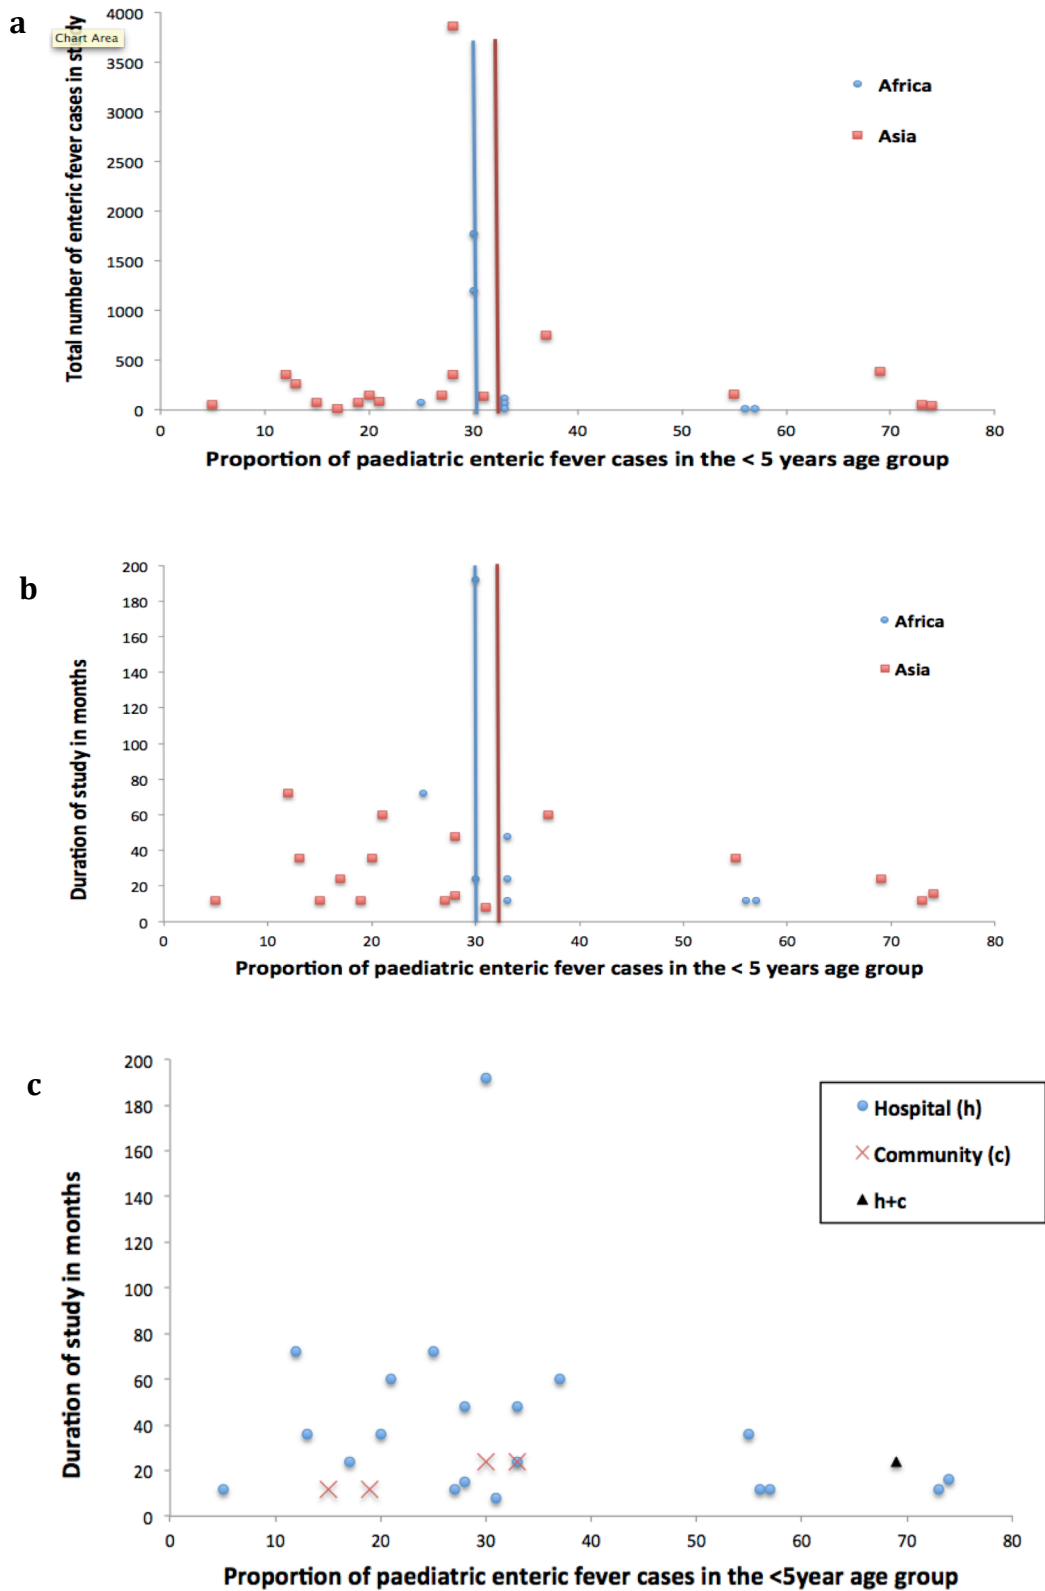 a
Chart Area
Total number of enteric fever cases in study
4000
3500
3000
2500
2000
1500
1000
500
0
0 10 20 30 40 50 60 70 80
Africa
Asia
Proportion of paediatric enteric fever cases in the < 5 years age group
b
Duration of study in months
200
180
160
140
120
100
80
60
40
20
0
0 10 20 30 40 50 60 70 80
Africa
Asia
Proportion of paediatric enteric fever cases in the < 5 years age group
c
Duration of study in months
200
180
160
140
120
100
80
60
40
20
0
0 10 20 30 40 50 60 70 80
Hospital (h)
Community (c)
h+c
Proportion of paediatric enteric fever cases in the <5year age group